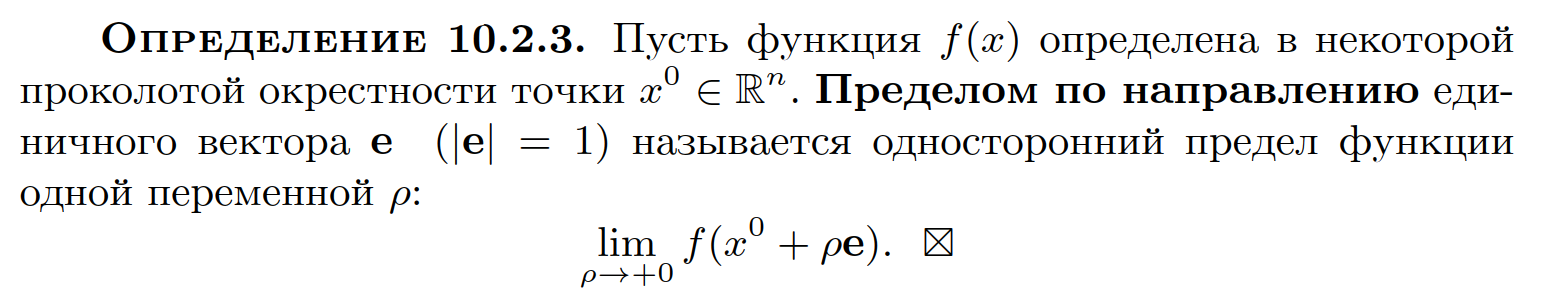 Определение 10.2.3. Пусть функция f(x) определена в некоторой
проколотой окрестности точки x⁰ ∈ ℝⁿ. Пределом по направлению еди-
ничного вектора e (|e| = 1) называется односторонний предел функции
одной переменной ρ:
lim f(x⁰ + ρe). ⊠
ρ→+0